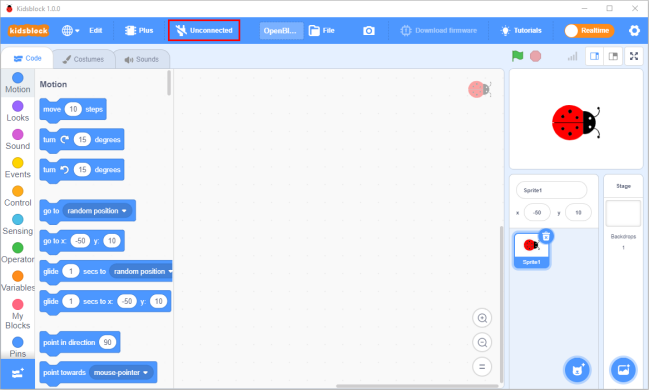 Kidsblock 1.0.0
kidsblock
Edit
Plus
Unconnected
OpenBl...
File
Download firmware
Tutorials
Realtime
Code
Costumes
Sounds
Motion
Looks
Sound
Events
Control
Sensing
Operator
Variables
My
Blocks
Pins
Motion
move 10 steps
turn 15 degrees
turn 15 degrees
go to random position
go to x: -50 y: 10
glide 1 secs to random position
glide 1 secs to x: -50 y: 10
point in direction 90
point towards mouse-pointer
Sprite1
x -50 y 10
Sprite1
Stage
Backdrops
1